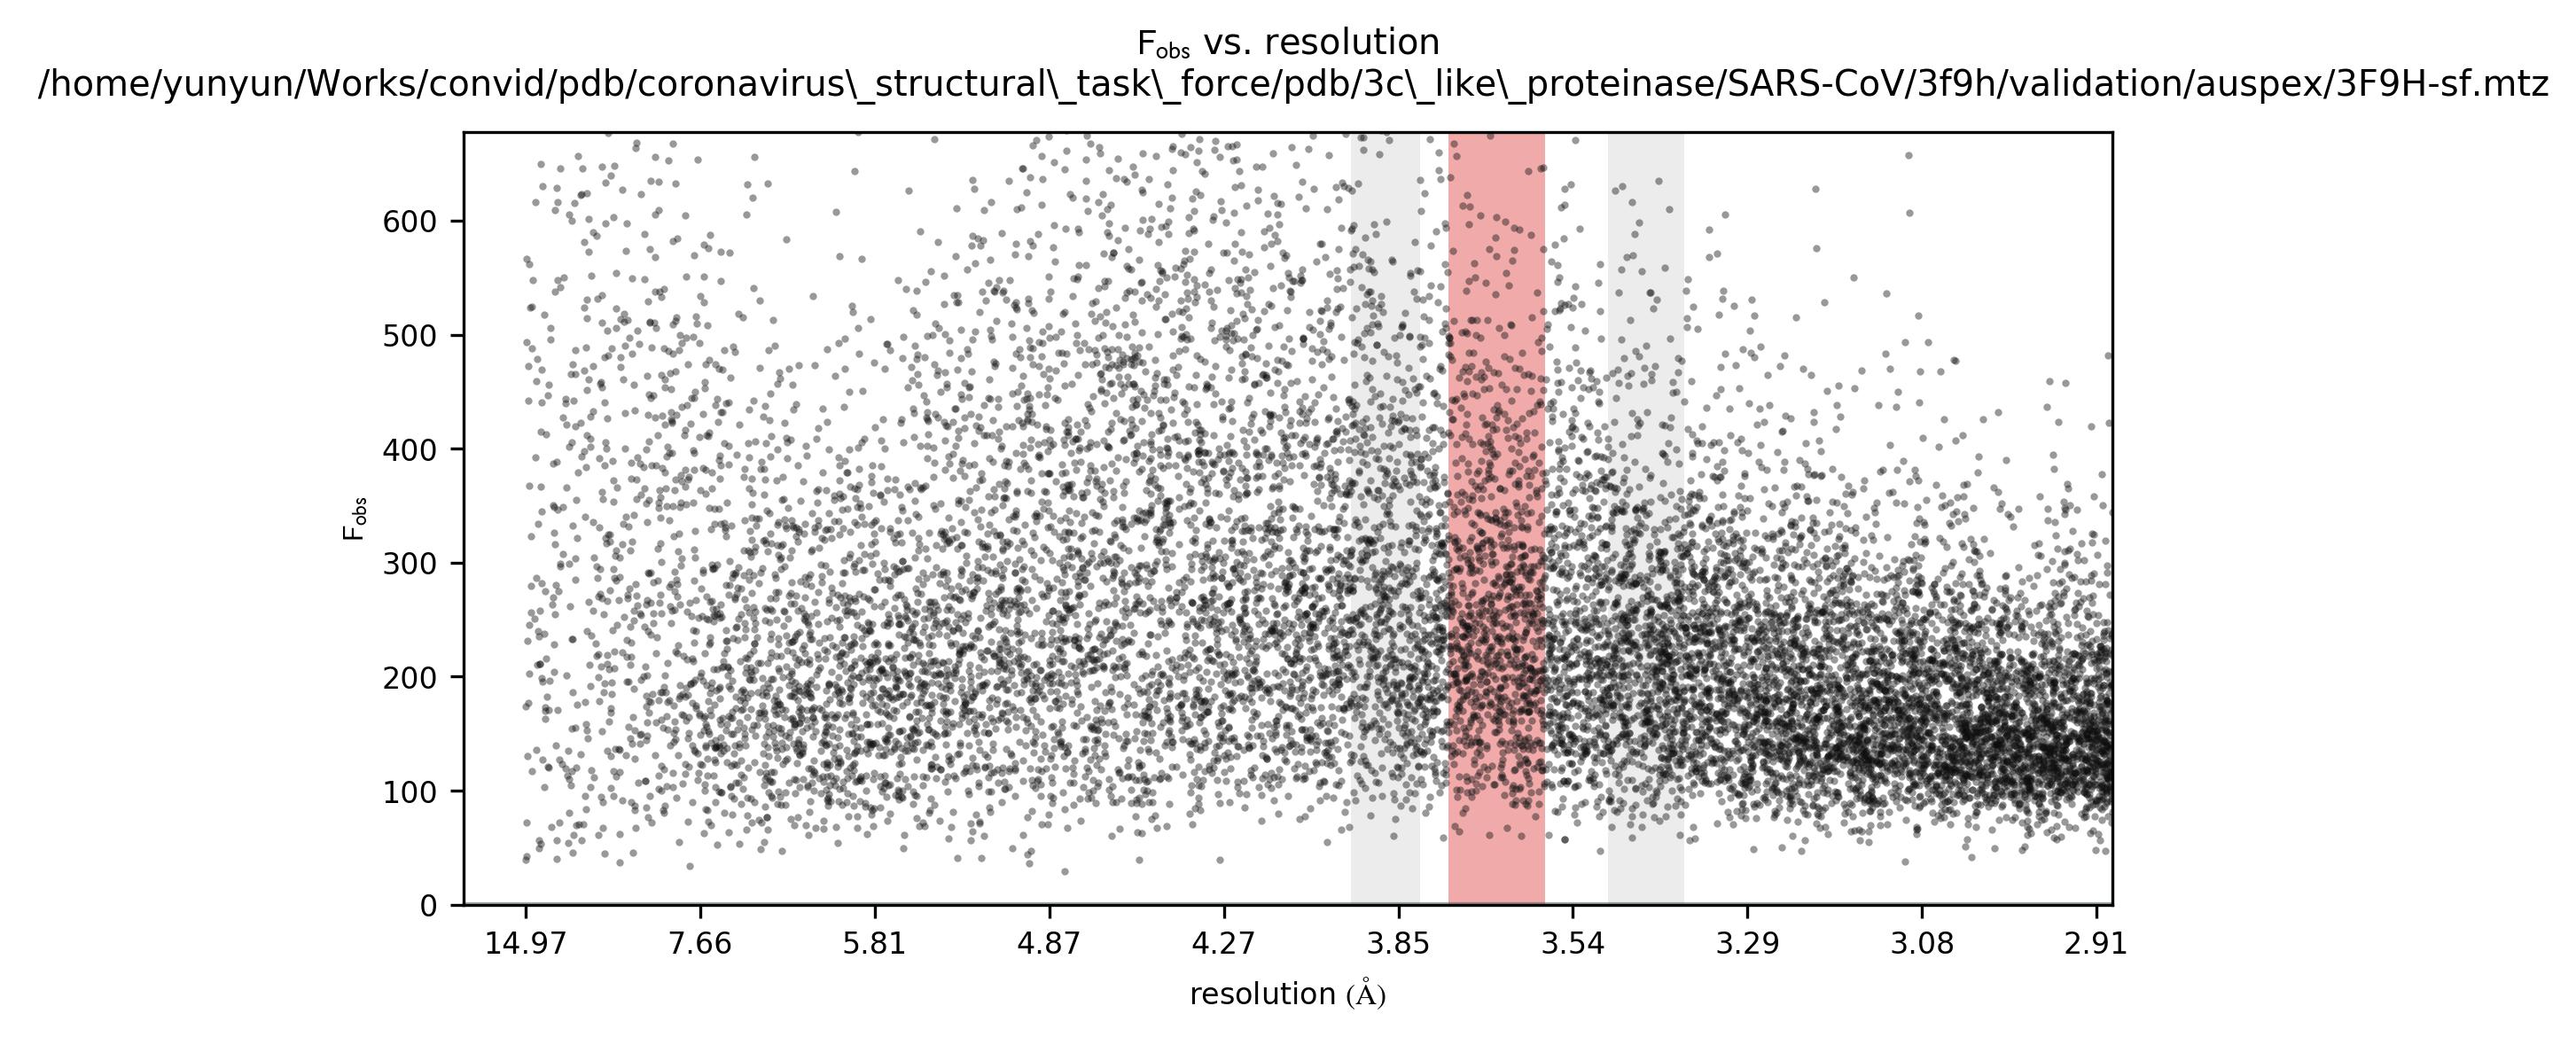 Fobs vs. resolution
/home/yunyun/Works/convid/pdb/coronavirus\_structural\_task\_force/pdb/3c\_like\_proteinase/SARS-CoV/3f9h/validation/auspex/3F9H-sf.mtz
600
500
400
300
200
100
0
Fobs
14.97 7.66 5.81 4.87 4.27 3.85 3.54 3.29 3.08 2.91
resolution (Å)